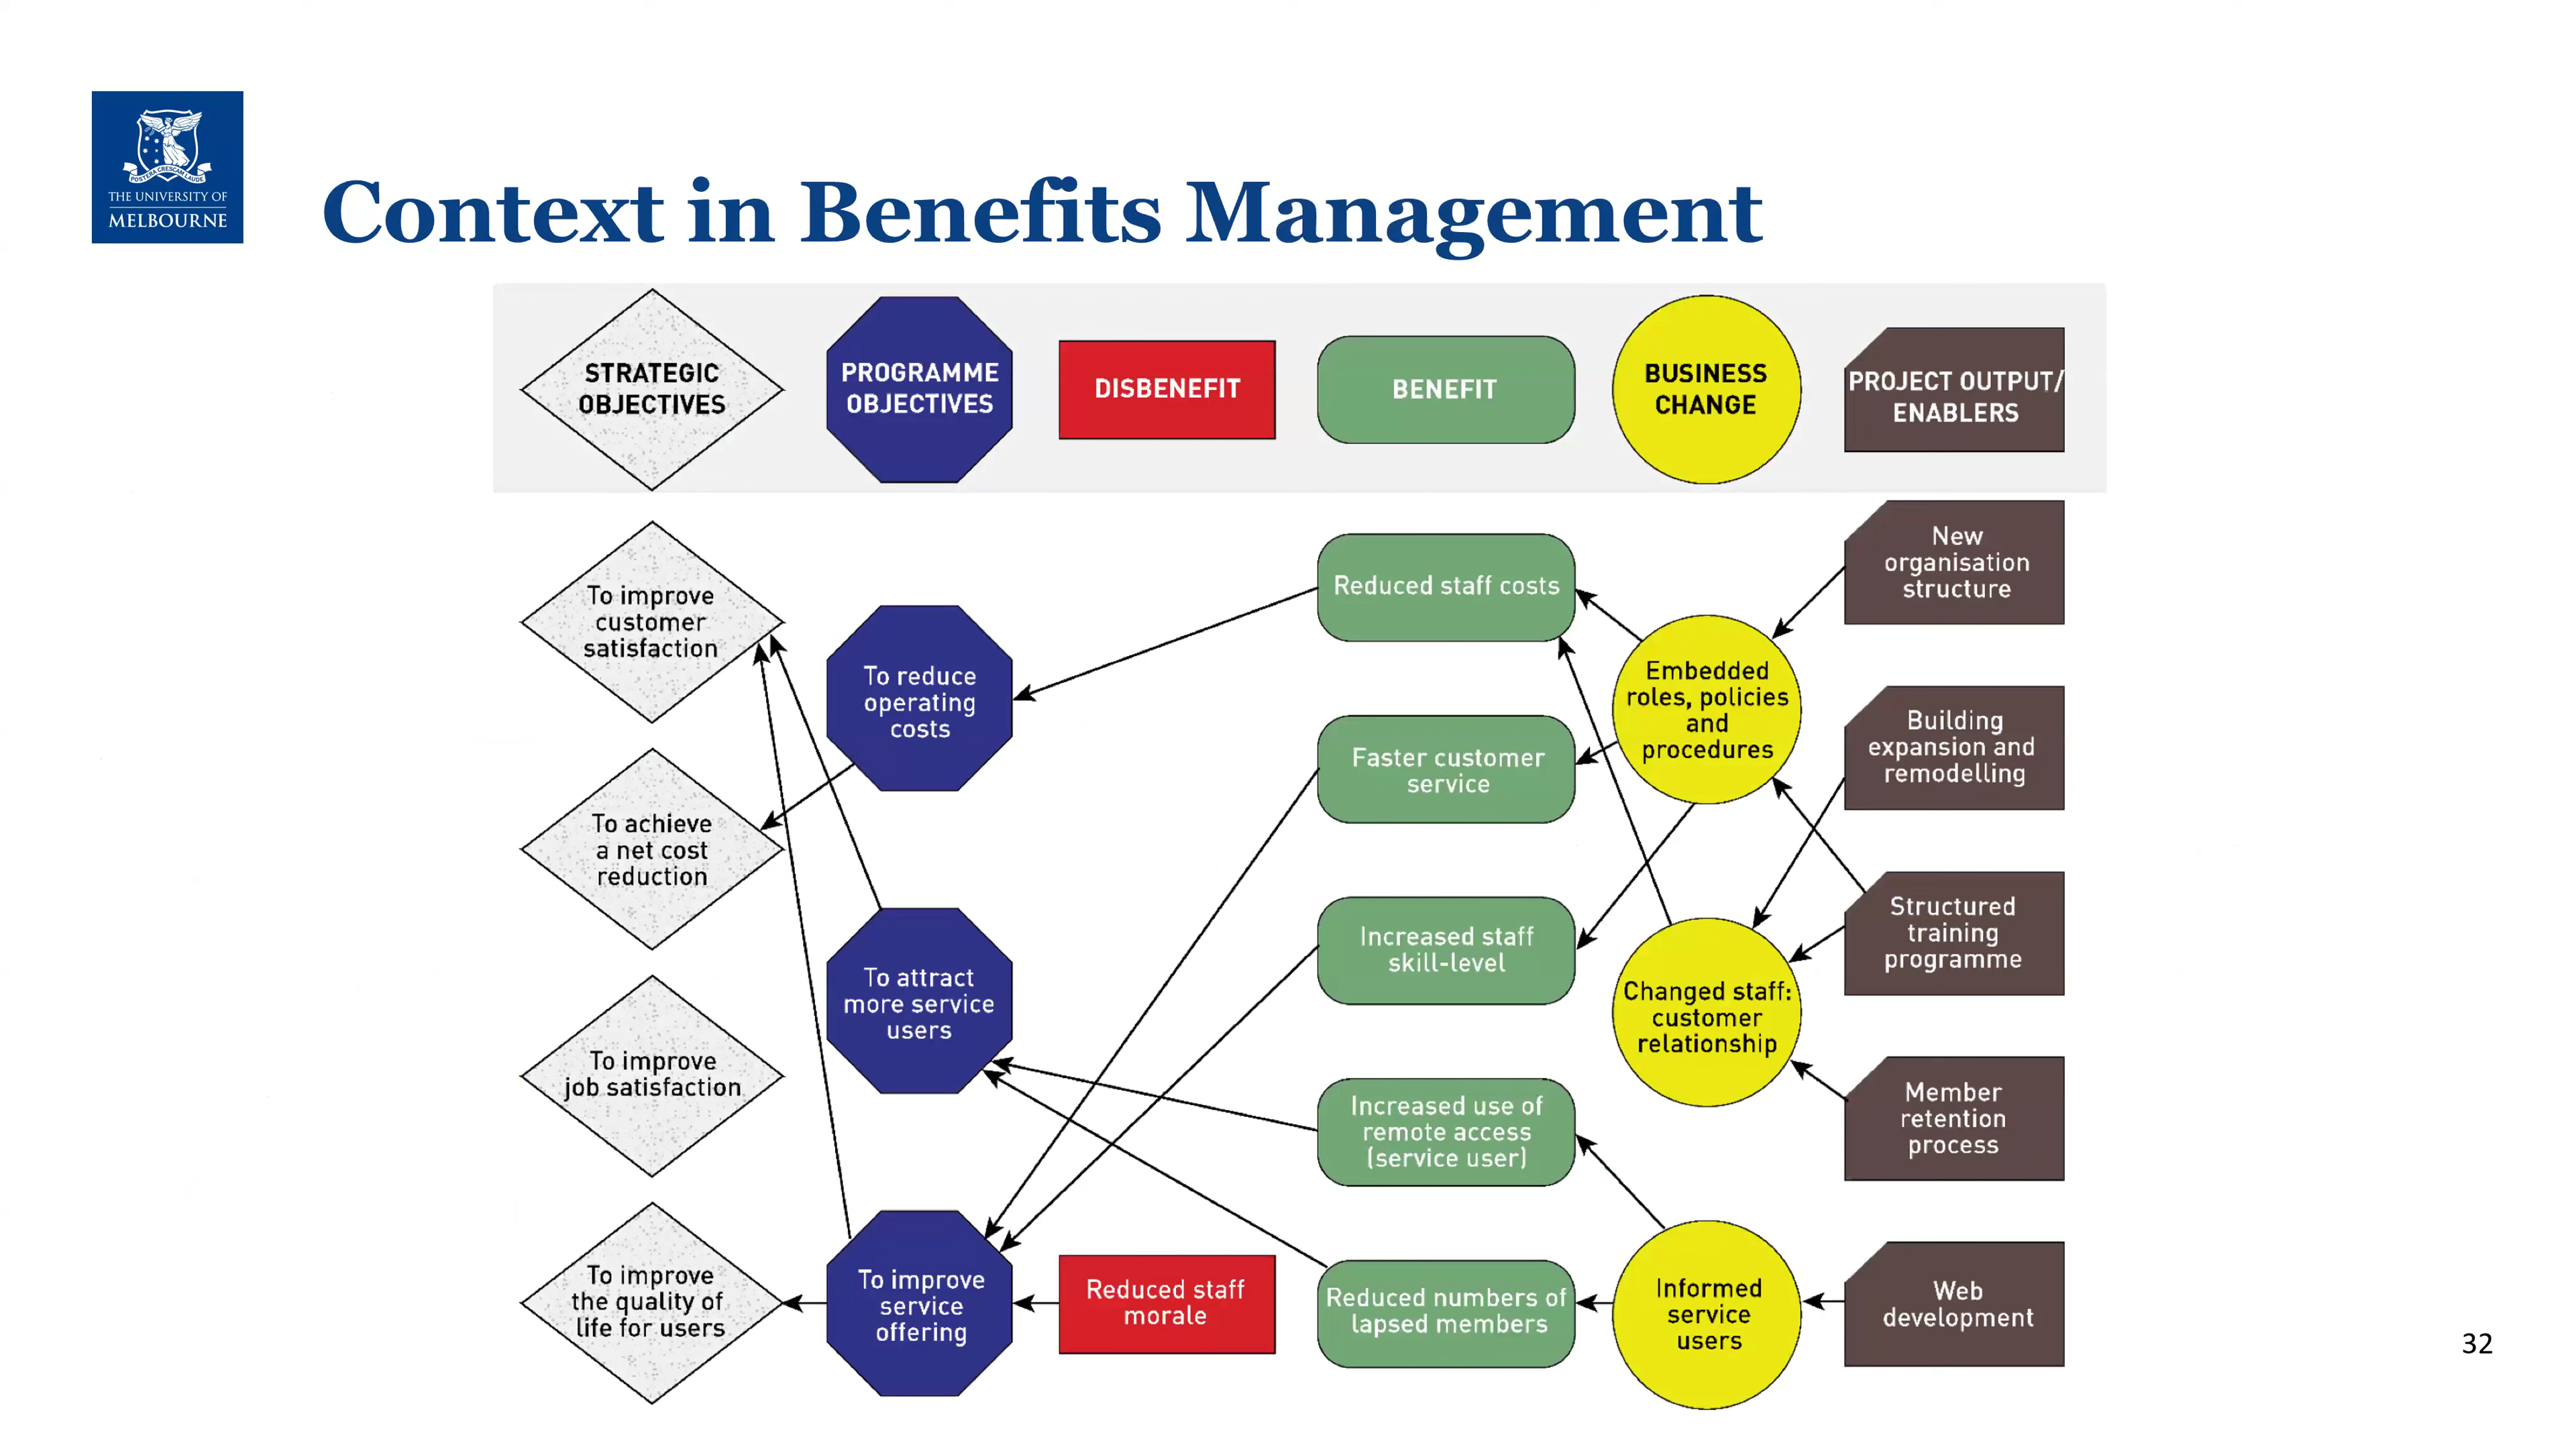 POSTERA CRESCAM LAUDE
THE UNIVERSITY OF
MELBOURNE
Context in Benefits Management
STRATEGIC
OBJECTIVES
PROGRAMME
OBJECTIVES
DISBENEFIT
BENEFIT
BUSINESS
CHANGE
PROJECT OUTPUT/
ENABLERS
To improve
customer
satisfaction
To achieve
a net cost
reduction
To improve
job satisfaction
To improve
the quality of
life for users
To reduce
operating
costs
To attract
more service
users
To improve
service
offering
Reduced staff
morale
Reduced staff costs
Faster customer
service
Increased staff
skill-level
Increased use of
remote access
(service user)
Reduced numbers of
lapsed members
Embedded
roles, policies
and
procedures
Changed staff:
customer
relationship
Informed
service
users
New
organisation
structure
Building
expansion and
remodelling
Structured
training
programme
Member
retention
process
Web
development
32